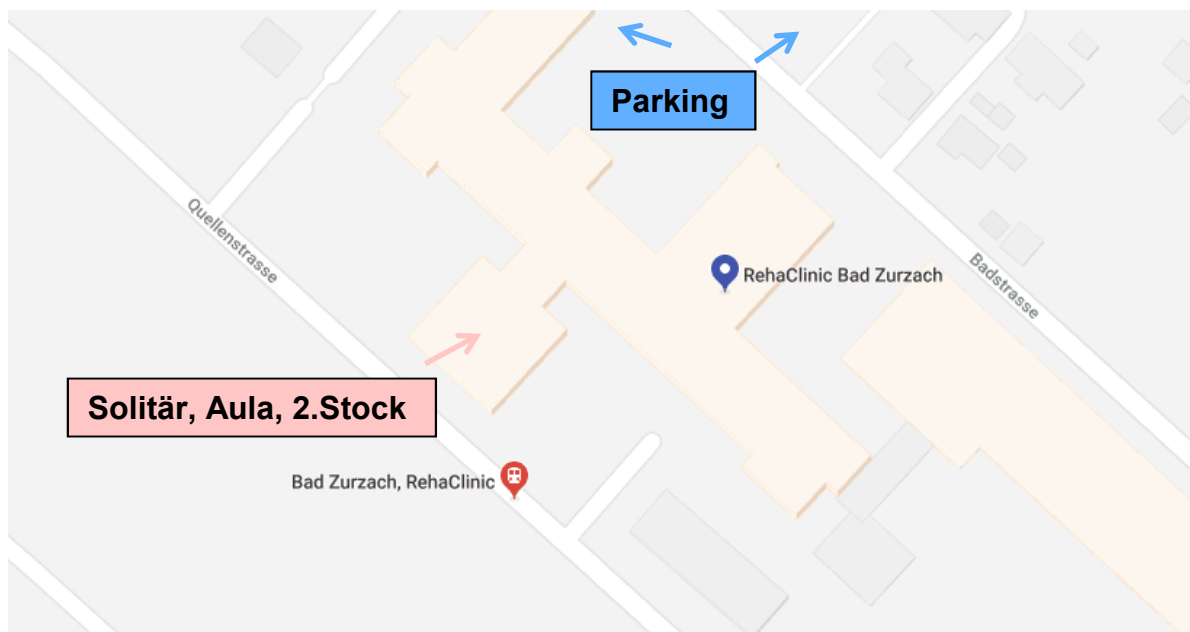 Parking
Quellenstrasse
RehaClinic Bad Zurzach
Badstrasse
Solitär, Aula, 2.Stock
Bad Zurzach, RehaClinic